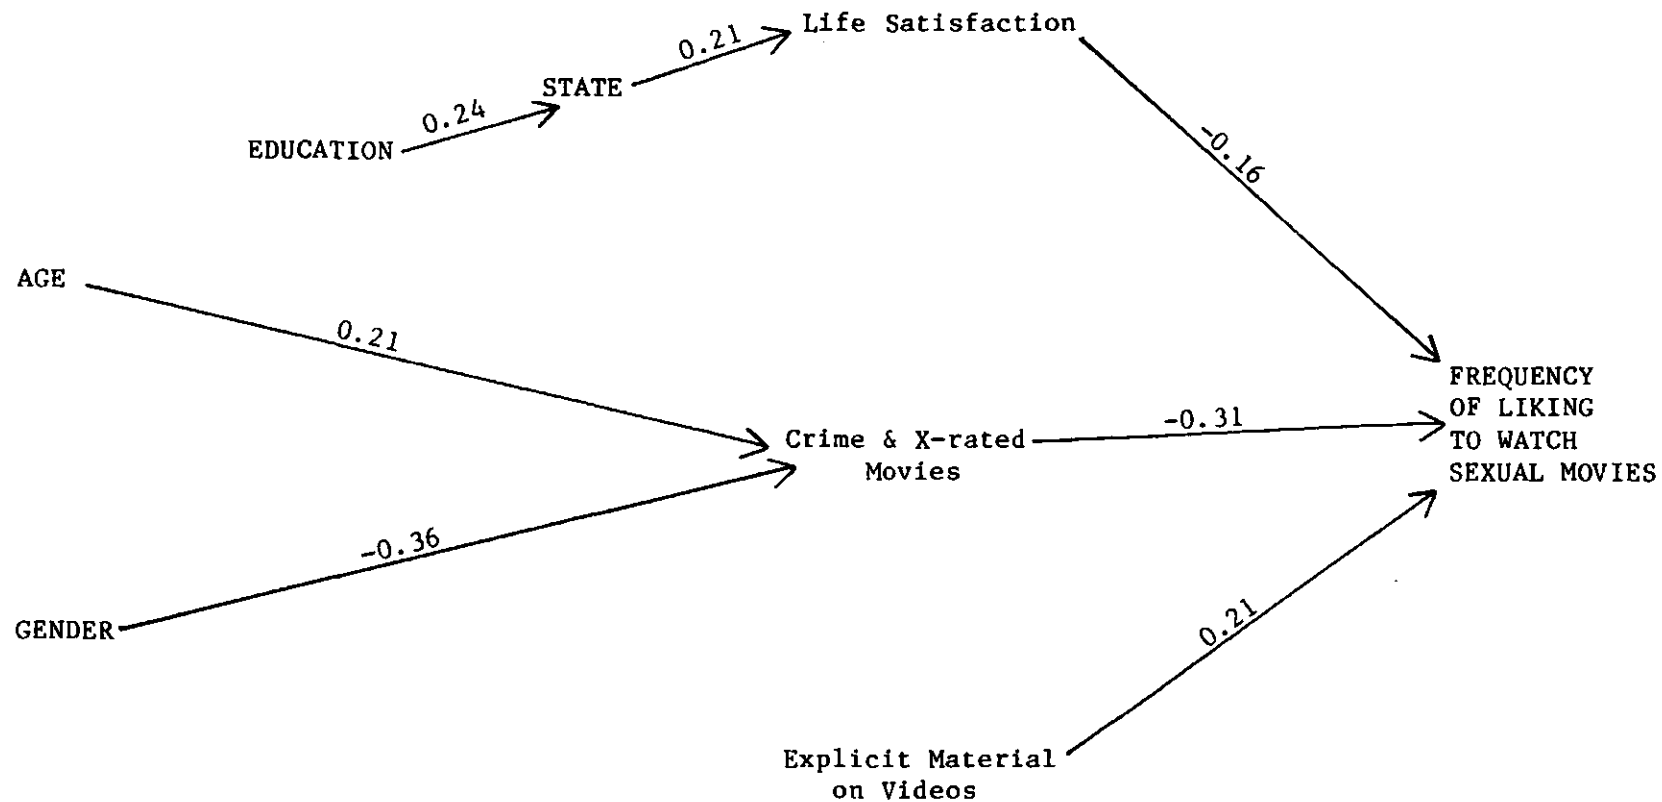 Life Satisfaction
0.21
STATE
0.24
EDUCATION
-0.16
AGE
0.21
FREQUENCY
OF LIKING
TO WATCH
SEXUAL MOVIES
-0.31
Crime & X-rated
Movies
-0.36
GENDER
0.21
Explicit Material
on Videos